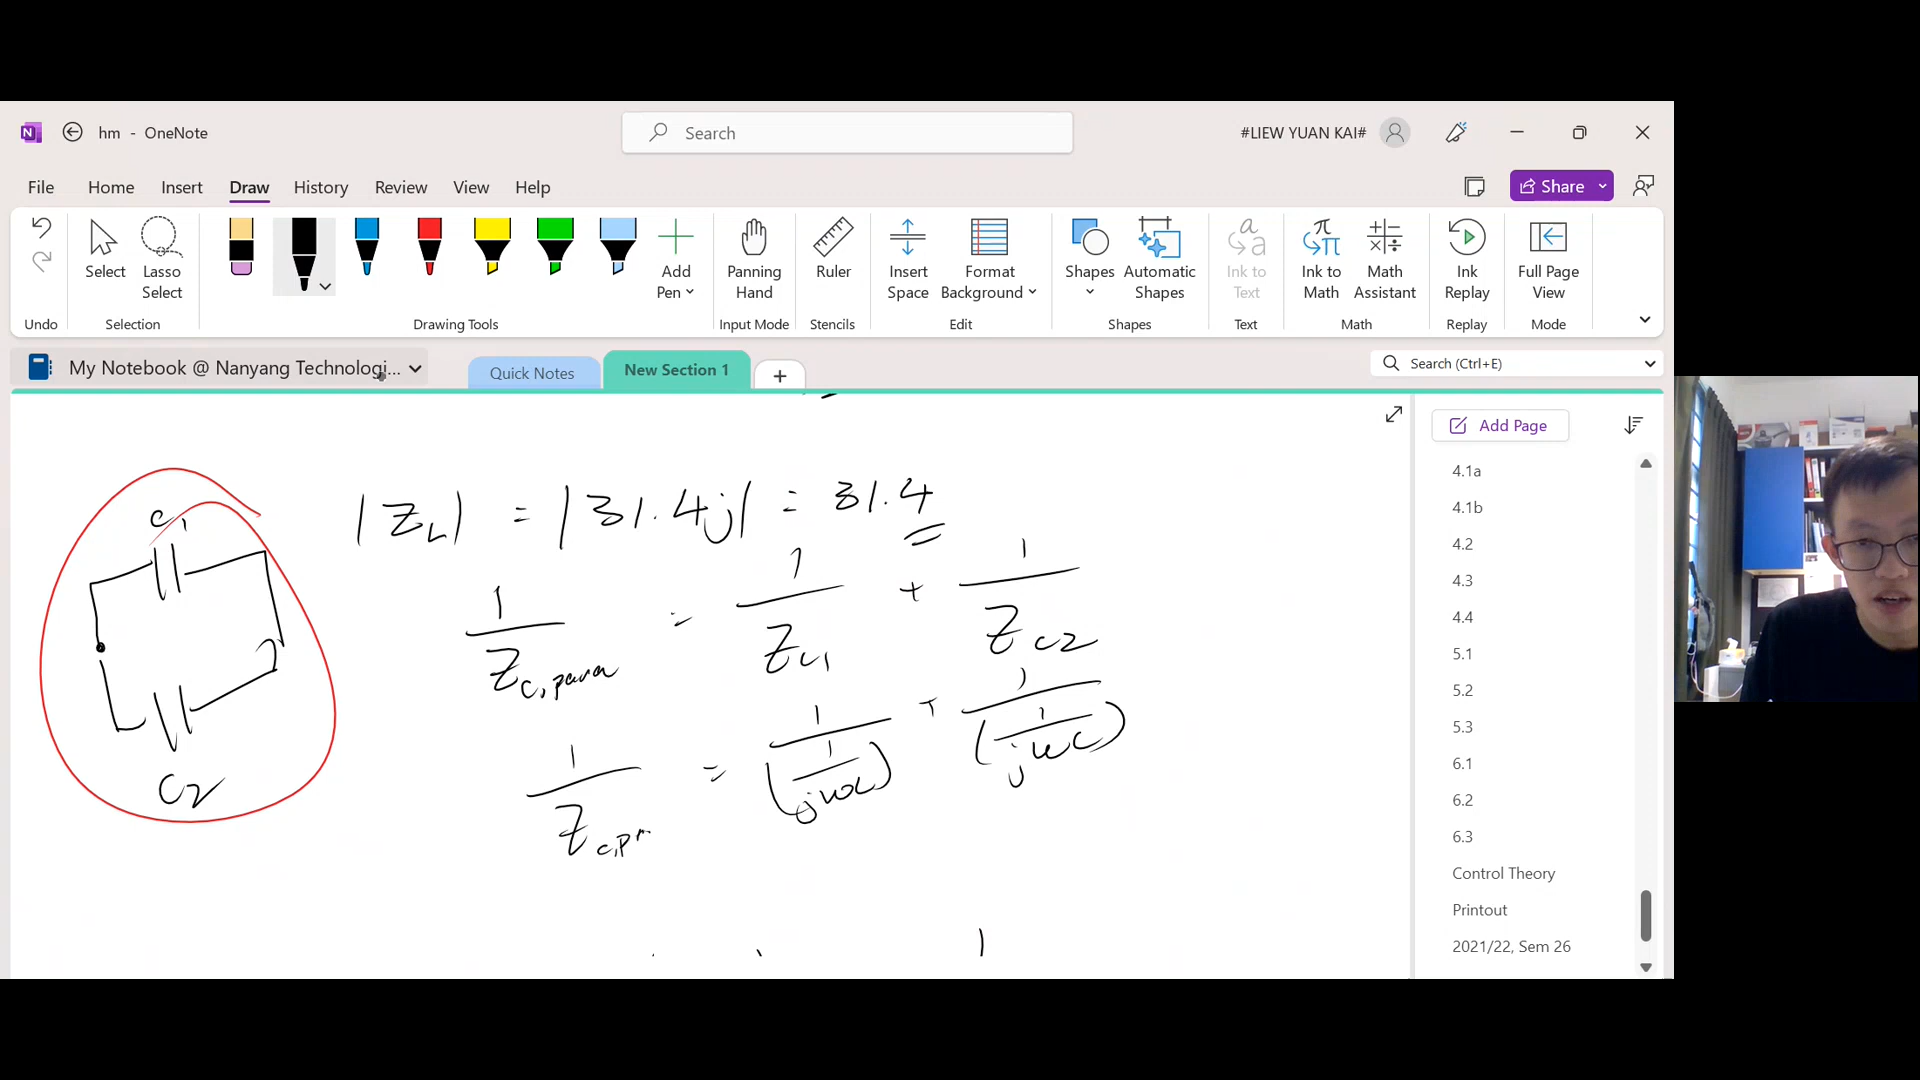 hm - OneNote
Search
#LIEW YUAN KAI#
File Home Insert Draw History Review View Help
Share
Select
Lasso Select
Add Pen
Panning Hand
Ruler
Insert Space
Format Background
Shapes
Automatic Shapes
Ink to Text
Ink to Math
Math Assistant
Ink Replay
Full Page View
Undo
Selection
Drawing Tools
Input Mode
Stencils
Edit
Shapes
Text
Math
Replay
Mode
My Notebook @ Nanyang Technologi...
Quick Notes
New Section 1
+
Search (Ctrl+E)
Add Page
4.1a
4.1b
4.2
4.3
4.4
5.1
5.2
5.3
6.1
6.2
6.3
Control Theory
Printout
2021/22, Sem 26
C1
C2
|ZL| = |31.4j| = 31.4
1/Zc,para = 1/Zc1 + 1/Zc2
1/Zc,pr = 1/(1/jwc) + 1/(1/jwc)